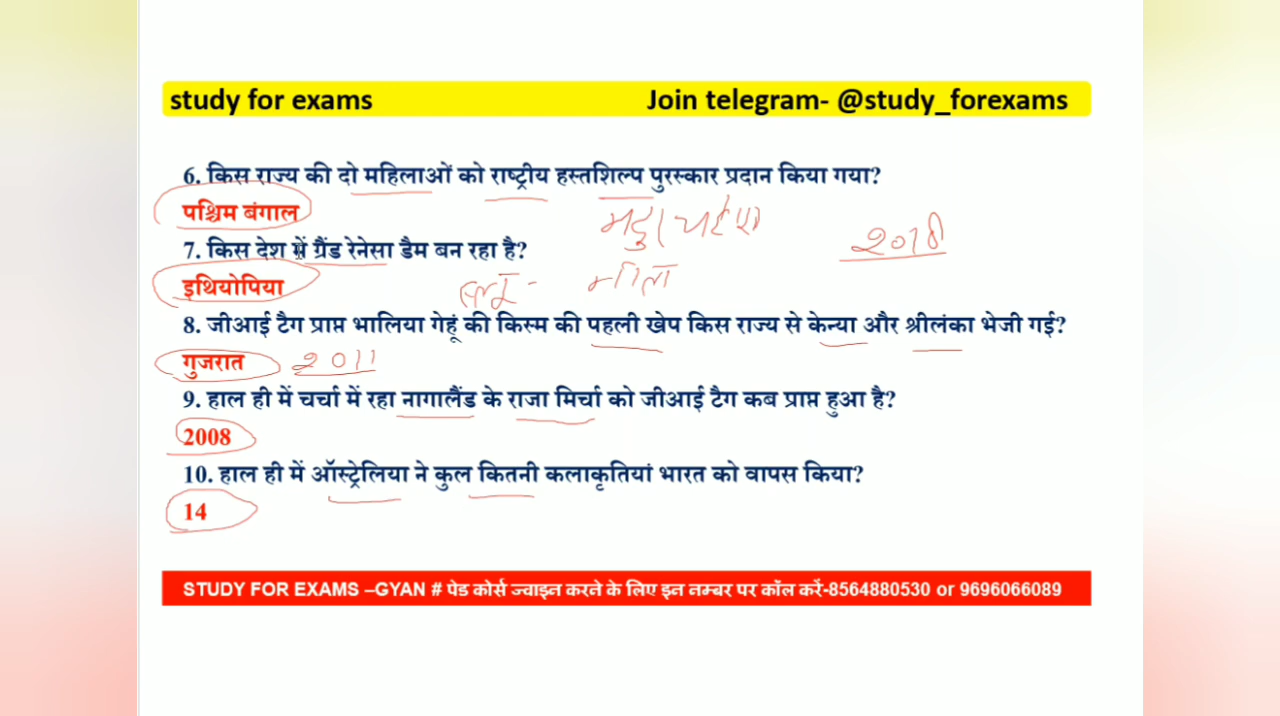 study for exams Join telegram- @study_forexams
6. किस राज्य की दो महिलाओं को राष्ट्रीय हस्तशिल्प पुरस्कार प्रदान किया गया?
पश्चिम बंगाल
2018
7. किस देश में ग्रैंड रेनेसा डैम बन रहा है?
इथियोपिया
8. जीआई टैग प्राप्त भालिया गेहूं की किस्म की पहली खेप किस राज्य से केन्या और श्रीलंका भेजी गई?
गुजरात 2011
9. हाल ही में चर्चा में रहा नागालैंड के राजा मिर्चा को जीआई टैग कब प्राप्त हुआ है?
2008
10. हाल ही में ऑस्ट्रेलिया ने कुल कितनी कलाकृतियां भारत को वापस किया?
14
STUDY FOR EXAMS –GYAN # पेड कोर्स ज्वाइन करने के लिए इन नम्बर पर कॉल करें-8564880530 or 9696066089